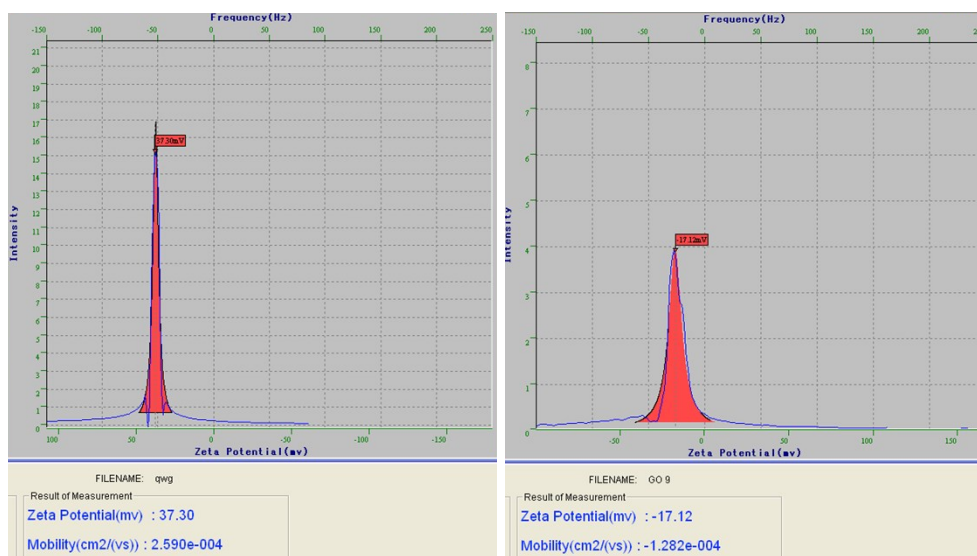 Frequency(Hz)
-150 -100 -50 0 50 100 150 200 250
21
20
19
18
17
16
15
14
13
12
11
10
9
8
7
6
5
4
3
2
1
0
Intensity
37.30mV
100 50 0 -50 -100 -150
Zeta Potential(mv)
FILENAME: qwg
Result of Measurement
Zeta Potential(mv) : 37.30
Mobility(cm2/(vs)) : 2.590e-004
Frequency(Hz)
-150 -100 -50 0 50 100 150 200
8
7
6
5
4
3
2
1
0
Intensity
-17.12mV
-50 0 50 100 150
Zeta Potential(mv)
FILENAME: GO 9
Result of Measurement
Zeta Potential(mv) : -17.12
Mobility(cm2/(vs)) : -1.282e-004